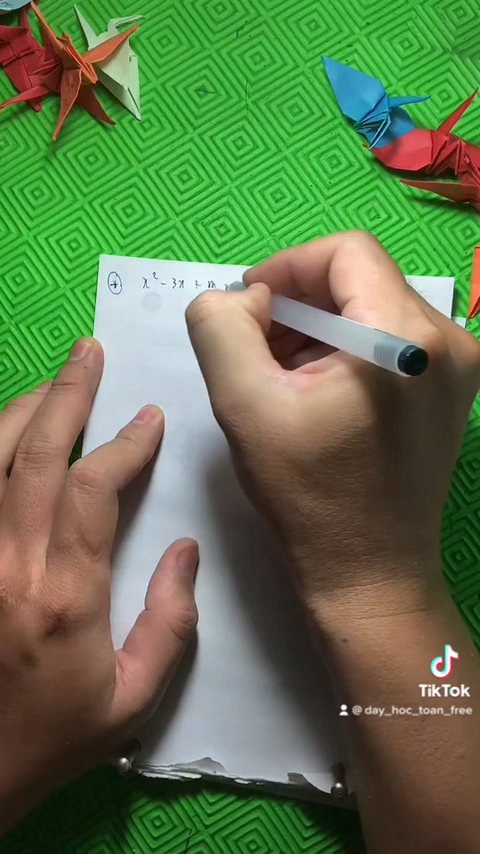 ⊕ x² - 3x + m
TikTok
@day_hoc_toan_free